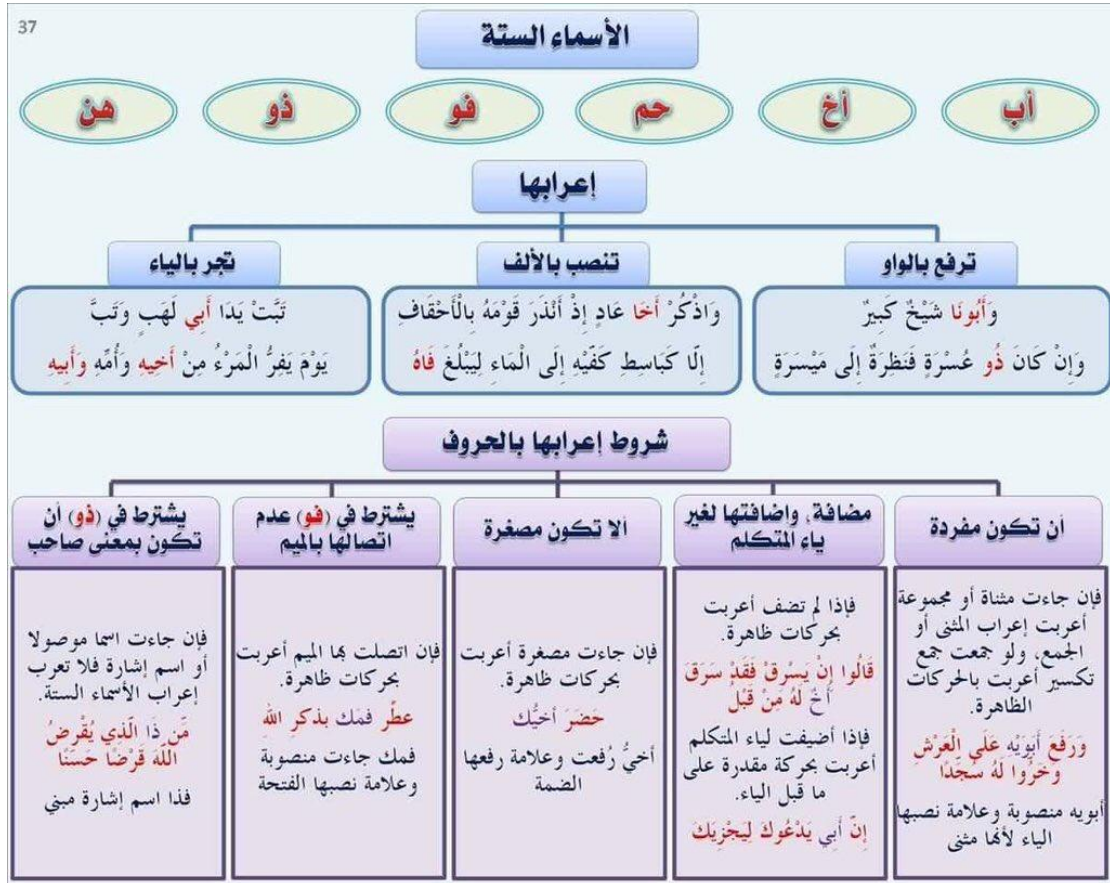 37
الأسماء الستة
أب
أخ
حم
فو
ذو
هن
إعرابها
ترفع بالواو
وَأَبُونَا شَيْخٌ كَبِيرٌ
وَإِنْ كَانَ ذُو عُسْرَةٍ فَنَظِرَةٌ إِلَى مَيْسَرَةٍ
تنصب بالألف
وَاذْكُرْ أَخَا عَادٍ إِذْ أَنْذَرَ قَوْمَهُ بِالْأَحْقَافِ
إِلَّا كَبَاسِطِ كَفَّيْهِ إِلَى الْمَاءِ لِيَبْلُغَ فَاهُ
تجر بالياء
تَبَّتْ يَدَا أَبِي لَهَبٍ وَتَبَّ
يَوْمَ يَفِرُّ الْمَرْءُ مِنْ أَخِيهِ وَأُمِّهِ وَأَبِيهِ
شروط إعرابها بالحروف
أن تكون مفردة
فإن جاءت مثناة أو مجموعة
أعربت إعراب المثنى أو
الجمع، ولو جمعت جمع
تكسير أعربت بالحركات
الظاهرة.
وَرَفَعَ أَبَوَيْهِ عَلَى الْعَرْشِ
وَخَرُّوا لَهُ سُجَّدًا
أبويه منصوبة وعلامة نصبها
الياء لأنها مثنى
مضافة، وإضافتها لغير
ياء المتكلم
فإذا لم تضف أعربت
بحركات ظاهرة.
قَالُوا إِنْ يَسْرِقْ فَقَدْ سَرَقَ
أَخٌ لَهُ مِنْ قَبْلُ
فإذا أضيفت لياء المتكلم
أعربت بحركة مقدرة على
ما قبل الياء.
إِنَّ أَبِي يَدْعُوكَ لِيَجْزِيَكَ
ألا تكون مصغرة
فإن جاءت مصغرة أعربت
بحركات ظاهرة.
حَضَرَ أخيُّك
أخيُّ رُفعت وعلامة رفعها
الضمة
يشترط في (فو) عدم
اتصالها بالميم
فإن اتصلت بها الميم أعربت
بحركات ظاهرة.
عطِّر فمَك بذكر اللهِ
فمك جاءت منصوبة
وعلامة نصبها الفتحة
يشترط في (ذو) أن
تكون بمعنى صاحب
فإن جاءت اسما موصولا
أو اسم إشارة فلا تعرب
إعراب الأسماء الستة.
مَّن ذَا الَّذِي يُقْرِضُ
اللَّهَ قَرْضًا حَسَنًا
فذا اسم إشارة مبني